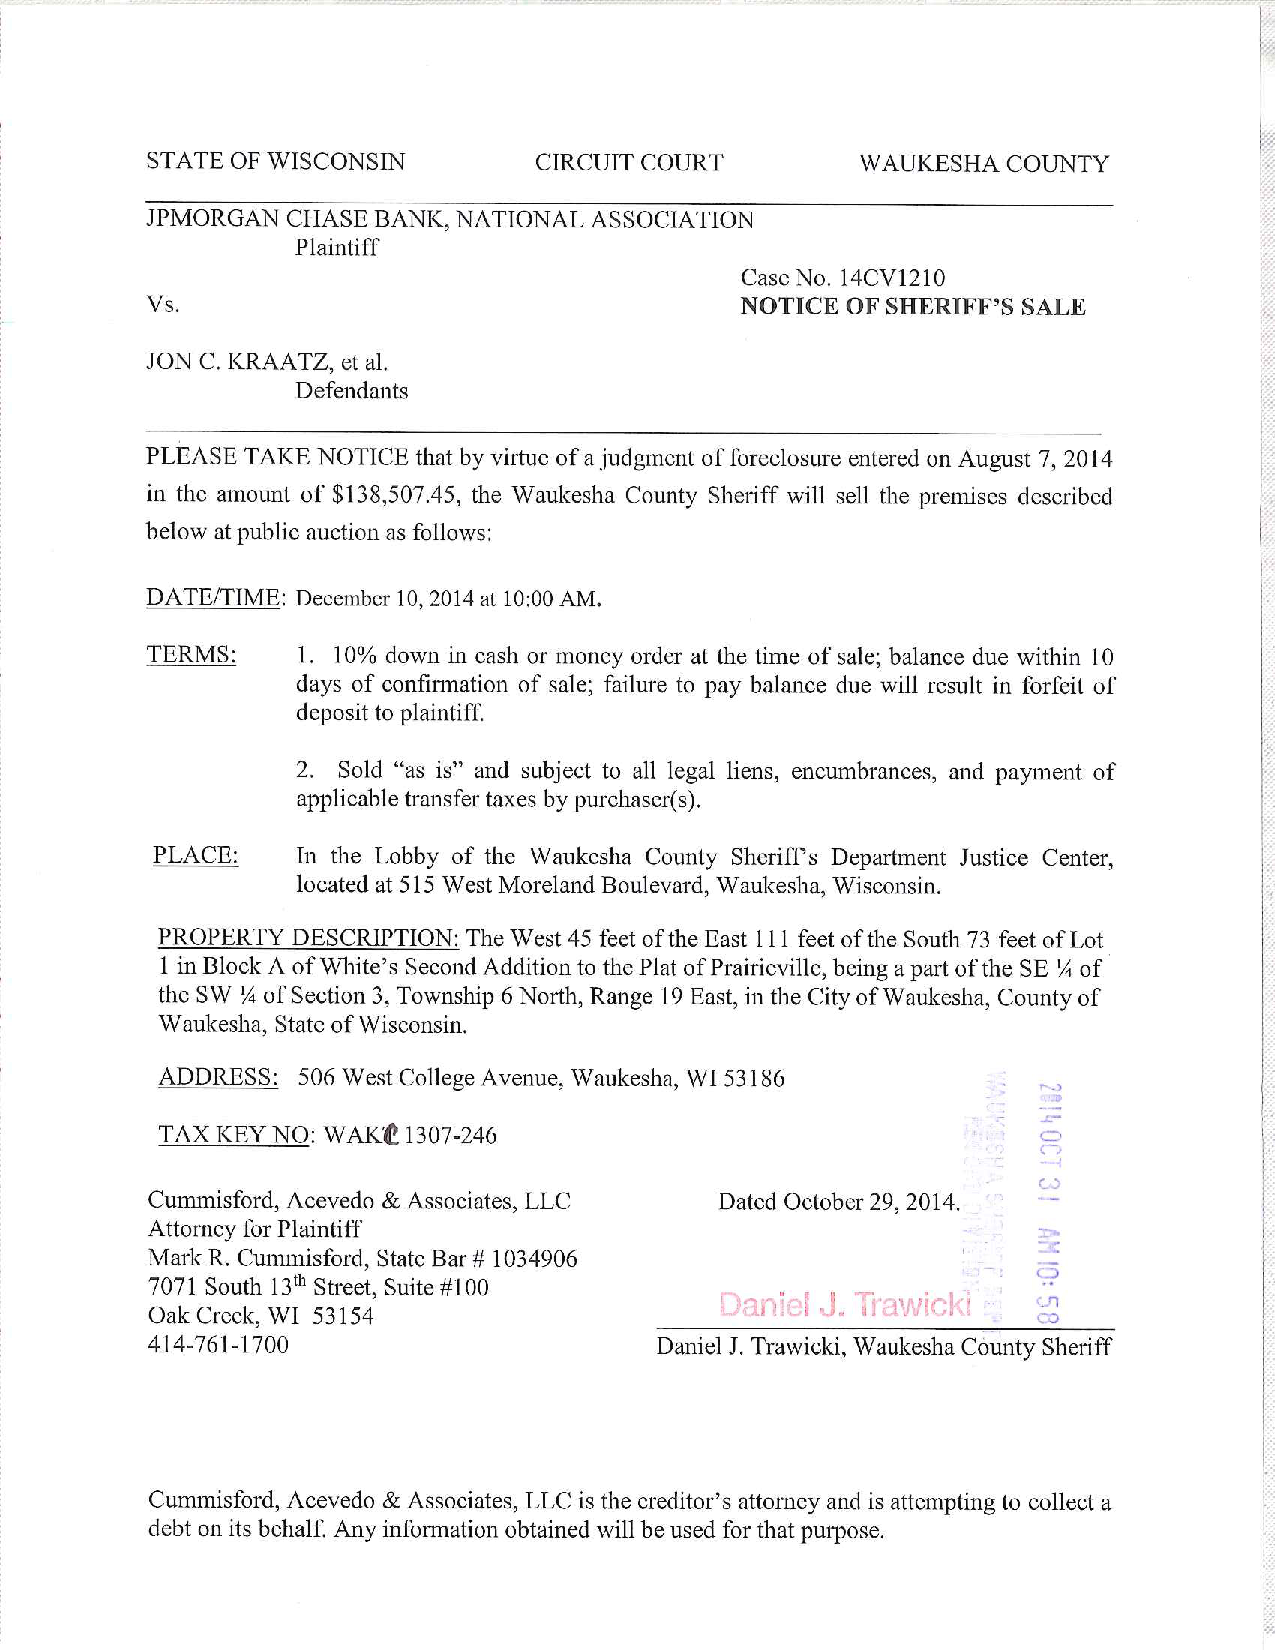 STATE OF WISCONSIN CIRCUIT COURT WAUKESHA COUNTY
JPMORGAN CHASE BANK, NATIONAL ASSOCIATION
Plaintiff
Case No. 14CV1210
Vs. NOTICE OF SHERIFF'S SALE
JON C. KRAATZ, et al.
Defendants
PLEASE TAKE NOTICE that by virtue of a judgment of foreclosure entered on August 7, 2014
in the amount of $138,507.45, the Waukesha County Sheriff will sell the premises described
below at public auction as follows:
DATE/TIME: December 10, 2014 at 10:00 AM.
TERMS: 1. 10% down in cash or money order at the time of sale; balance due within 10
days of confirmation of sale; failure to pay balance due will result in forfeit of
deposit to plaintiff.
2. Sold “as is” and subject to all legal liens, encumbrances, and payment of
applicable transfer taxes by purchaser(s).
PLACE: In the Lobby of the Waukesha County Sheriff's Department Justice Center,
located at 515 West Moreland Boulevard, Waukesha, Wisconsin.
PROPERTY DESCRIPTION: The West 45 feet of the East 111 feet of the South 73 feet of Lot
1 in Block A of White's Second Addition to the Plat of Prairieville, being a part of the SE ¼ of
the SW ¼ of Section 3, Township 6 North, Range 19 East, in the City of Waukesha, County of
Waukesha, State of Wisconsin.
ADDRESS: 506 West College Avenue, Waukesha, WI 53186
TAX KEY NO: WAKC 1307-246
2014 OCT 31 AM 10:58
Cummisford, Acevedo & Associates, LLC Dated October 29, 2014.
Attorney for Plaintiff
Mark R. Cummisford, State Bar # 1034906
7071 South 13th Street, Suite #100
Oak Creek, WI 53154 Daniel J. Trawicki
414-761-1700 Daniel J. Trawicki, Waukesha County Sheriff
Cummisford, Acevedo & Associates, LLC is the creditor's attorney and is attempting to collect a
debt on its behalf. Any information obtained will be used for that purpose.